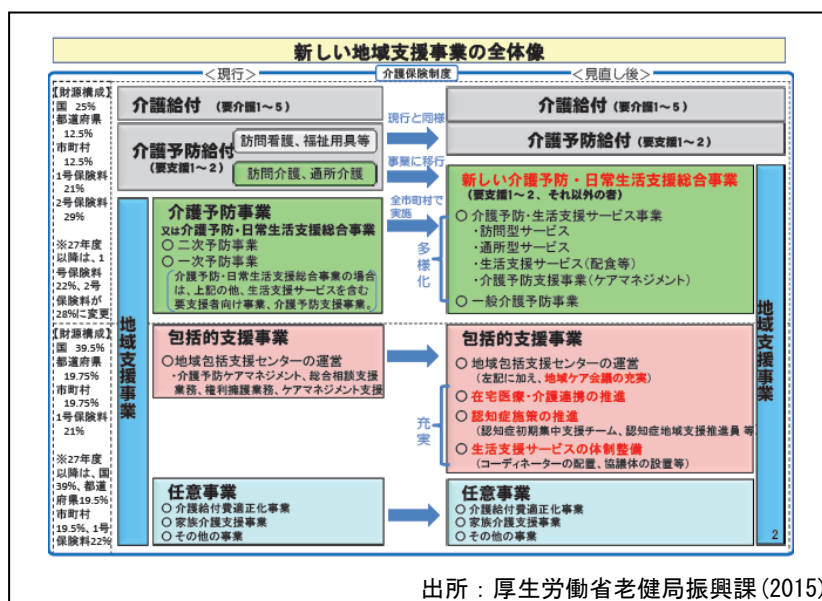 新しい地域支援事業の全体像
＜現行＞
介護保険制度
＜見直し後＞
【財源構成】
国 25%
都道府県
12.5%
市町村
12.5%
1号保険料
21%
2号保険料
29%
※27年度
以降は、1
号保険料
22%、2号
保険料が
28%に変更
【財源構成】
国 39.5%
都道府県
19.75%
市町村
19.75%
1号保険料
21%
※27年度
以降は、国
39%、都道
府県19.5%
市町村
19.5%、1号
保険料22%
介護給付 （要介護1～5）
介護予防給付
（要支援1～2）
訪問看護、福祉用具等
訪問介護、通所介護
地域支援事業
介護予防事業
又は介護予防・日常生活支援総合事業
○ 二次予防事業
○ 一次予防事業
介護予防・日常生活支援総合事業の場合
は、上記の他、生活支援サービスを含む
要支援者向け事業、介護予防支援事業。
包括的支援事業
○地域包括支援センターの運営
・介護予防ケアマネジメント、総合相談支援
業務、権利擁護業務、ケアマネジメント支援
任意事業
○ 介護給付費適正化事業
○ 家族介護支援事業
○ その他の事業
現行と同様
事業に移行
全市町村で
実施
多様化
充実
介護給付 （要介護1～5）
介護予防給付（要支援1～2）
新しい介護予防・日常生活支援総合事業
（要支援1～2、それ以外の者）
○ 介護予防・生活支援サービス事業
・訪問型サービス
・通所型サービス
・生活支援サービス（配食等）
・介護予防支援事業（ケアマネジメント）
○ 一般介護予防事業
包括的支援事業
○ 地域包括支援センターの運営
（左記に加え、地域ケア会議の充実）
○ 在宅医療・介護連携の推進
○ 認知症施策の推進
（認知症初期集中支援チーム、認知症地域支援推進員 等）
○ 生活支援サービスの体制整備
（コーディネーターの配置、協議体の設置等）
任意事業
○ 介護給付費適正化事業
○ 家族介護支援事業
○ その他の事業
地域支援事業
2
出所：厚生労働省老健局振興課(2015)